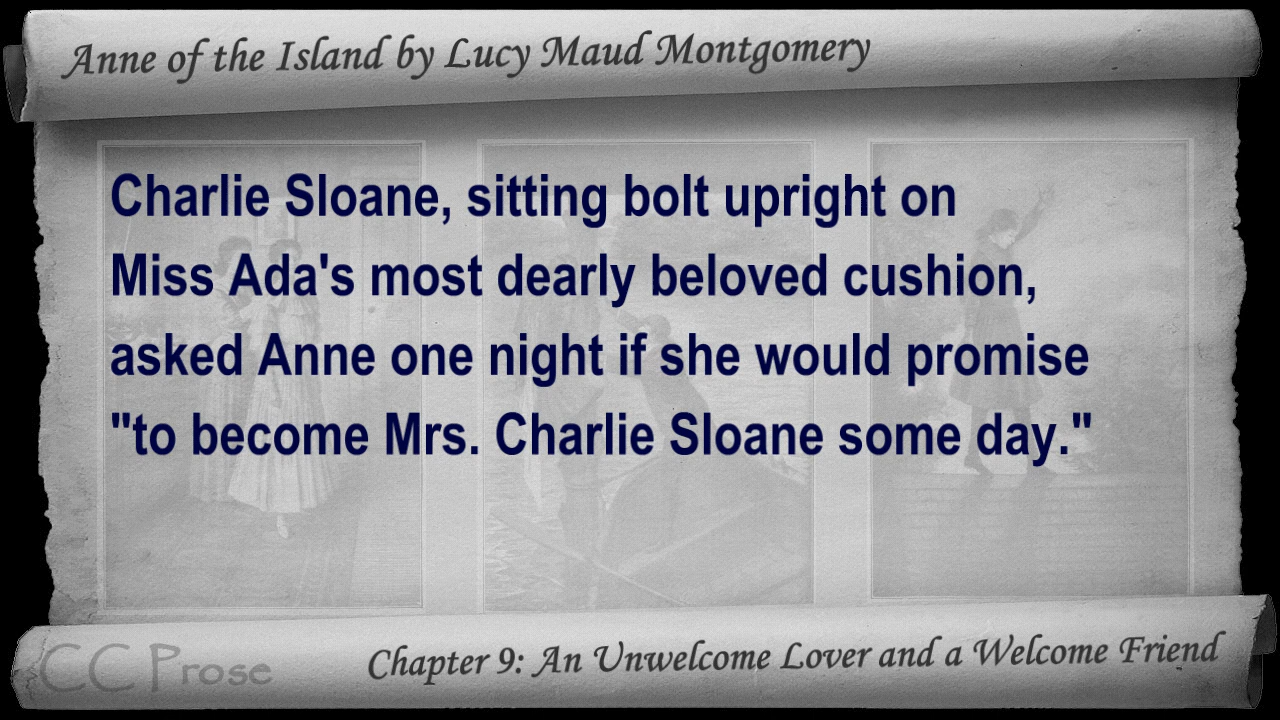 Anne of the Island by Lucy Maud Montgomery
Charlie Sloane, sitting bolt upright on
Miss Ada's most dearly beloved cushion,
asked Anne one night if she would promise
"to become Mrs. Charlie Sloane some day."
CC Prose
Chapter 9: An Unwelcome Lover and a Welcome Friend